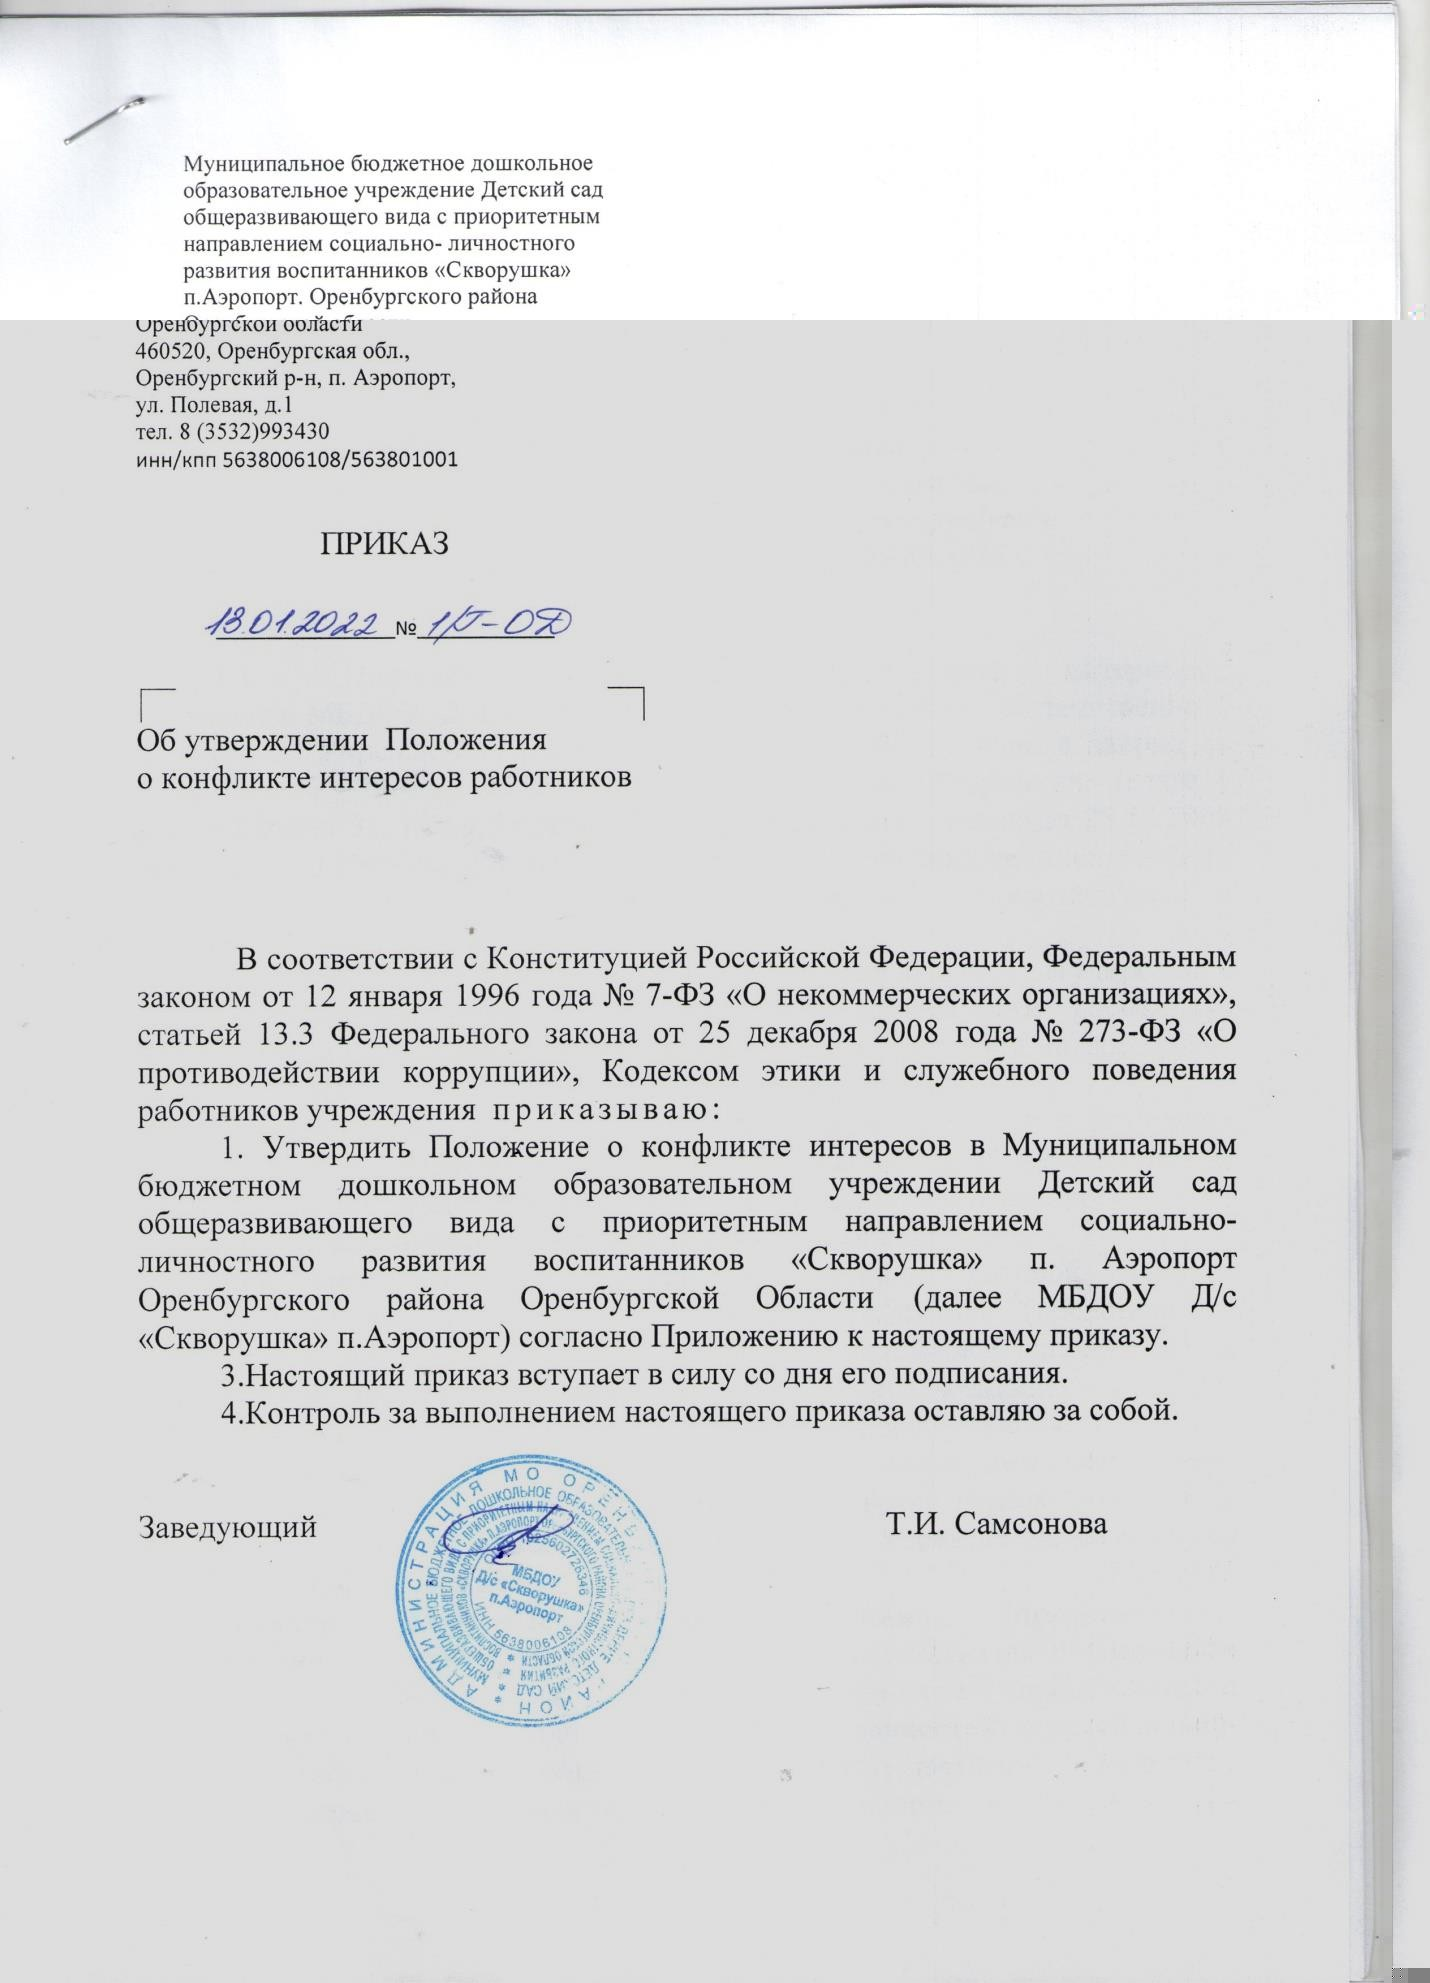 Муниципальное бюджетное дошкольное
образовательное учреждение Детский сад
общеразвивающего вида с приоритетным
направлением социально- личностного
развития воспитанников «Скворушка»
п.Аэропорт. Оренбургского района
Оренбургской области
460520, Оренбургская обл.,
Оренбургский р-н, п. Аэропорт,
ул. Полевая, д.1
тел. 8 (3532)993430
инн/кпп 5638006108/563801001
ПРИКАЗ
13.01.2022 № 1/Г-ОД
Об утверждении Положения
о конфликте интересов работников
В соответствии с Конституцией Российской Федерации, Федеральным
законом от 12 января 1996 года № 7-ФЗ «О некоммерческих организациях»,
статьей 13.3 Федерального закона от 25 декабря 2008 года № 273-ФЗ «О
противодействии коррупции», Кодексом этики и служебного поведения
работников учреждения приказываю:
1. Утвердить Положение о конфликте интересов в Муниципальном
бюджетном дошкольном образовательном учреждении Детский сад
общеразвивающего вида с приоритетным направлением социально-
личностного развития воспитанников «Скворушка» п. Аэропорт
Оренбургского района Оренбургской Области (далее МБДОУ Д/с
«Скворушка» п.Аэропорт) согласно Приложению к настоящему приказу.
3.Настоящий приказ вступает в силу со дня его подписания.
4.Контроль за выполнением настоящего приказа оставляю за собой.
Заведующий Т.И. Самсонова
АДМИНИСТРАЦИЯ МО
МБДОУ
Д/с «Скворушка»
п.Аэропорт
ИНН 5638006108